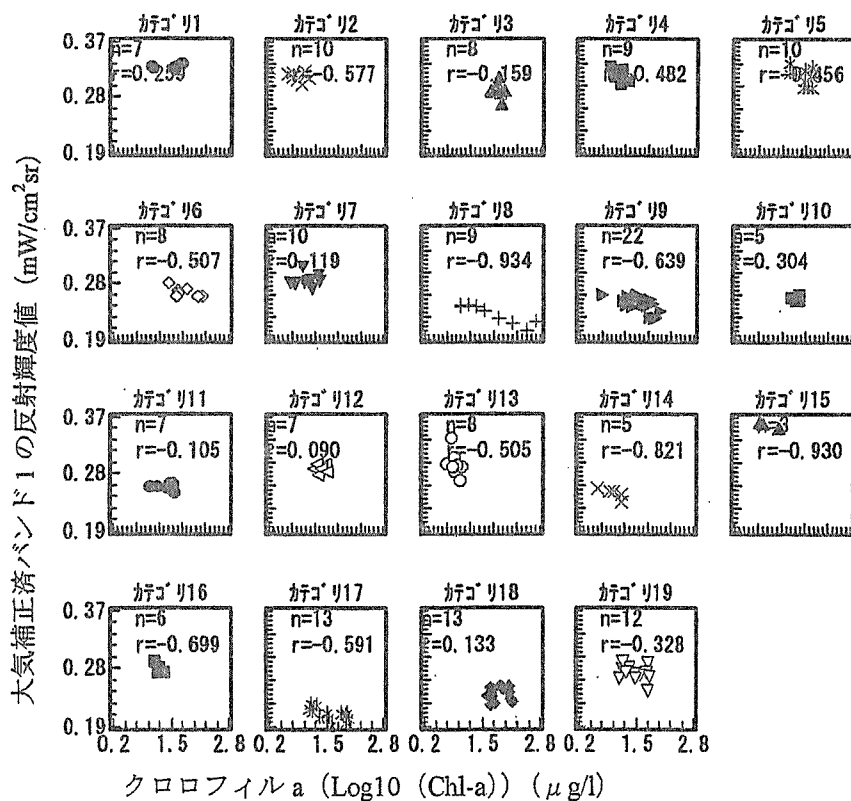 カテゴリ1 カテゴリ2 カテゴリ3 カテゴリ4 カテゴリ5
n=7 n=10 n=8 n=9 n=10
-0.577 r=-0.159 0.482
0.37
0.28
0.19
カテゴリ6 カテゴリ7 カテゴリ8 カテゴリ9 カテゴリ10
n=8 n=10 n=9 n=22 n=5
r=-0.507 r=0.119 r=-0.934 r=-0.639 r=0.304
0.37
0.28
0.19
カテゴリ11 カテゴリ12 カテゴリ13 カテゴリ14 カテゴリ15
n=7 n=7 n=8 n=5
r=-0.105 r=0.090 r=-0.505 r=-0.821 r=-0.930
0.37
0.28
0.19
カテゴリ16 カテゴリ17 カテゴリ18 カテゴリ19
n=6 n=13 n=13 n=12
r=-0.699 r=-0.591 r=0.133 r=-0.328
0.37
0.28
0.19
0.2 1.5 2.8 0.2 1.5 2.8 0.2 1.5 2.8 0.2 1.5 2.8
大気補正済バンド1の反射輝度値 (mW/cm²sr)
クロロフィルa (Log10 (Chl-a)) (μg/l)